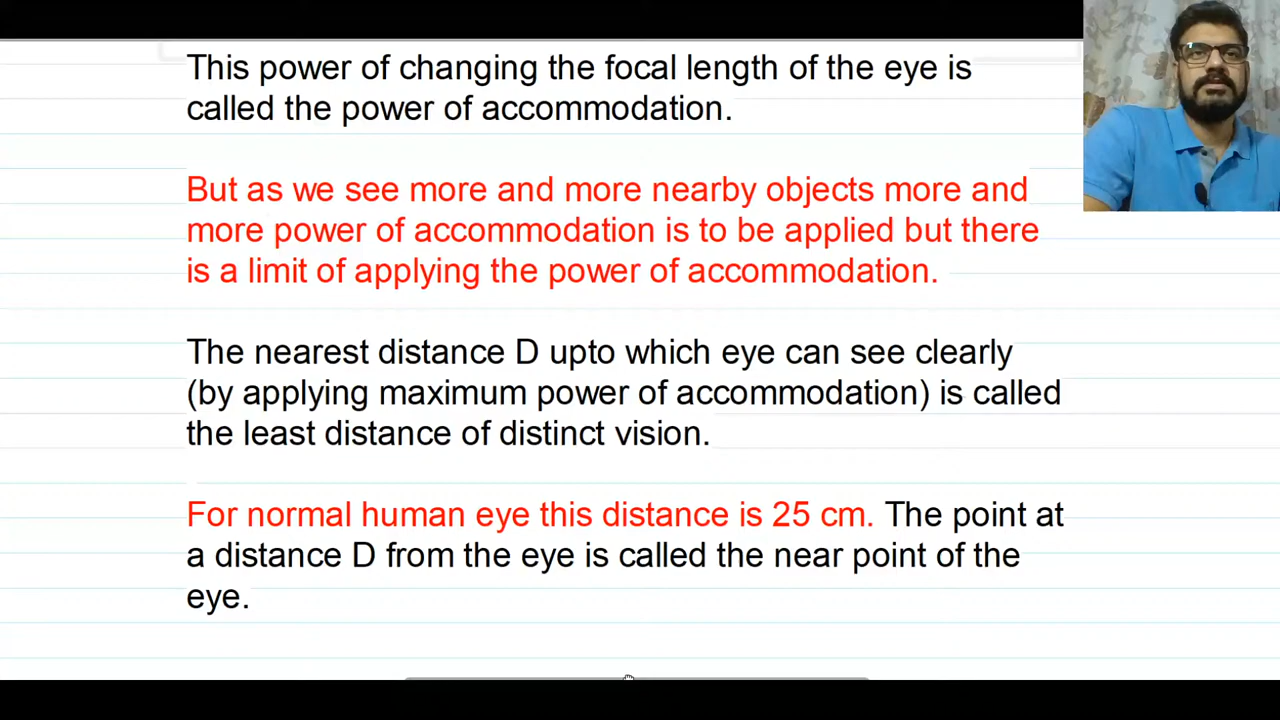 This power of changing the focal length of the eye is
called the power of accommodation.
But as we see more and more nearby objects more and
more power of accommodation is to be applied but there
is a limit of applying the power of accommodation.
The nearest distance D upto which eye can see clearly
(by applying maximum power of accommodation) is called
the least distance of distinct vision.
For normal human eye this distance is 25 cm. The point at
a distance D from the eye is called the near point of the
eye.